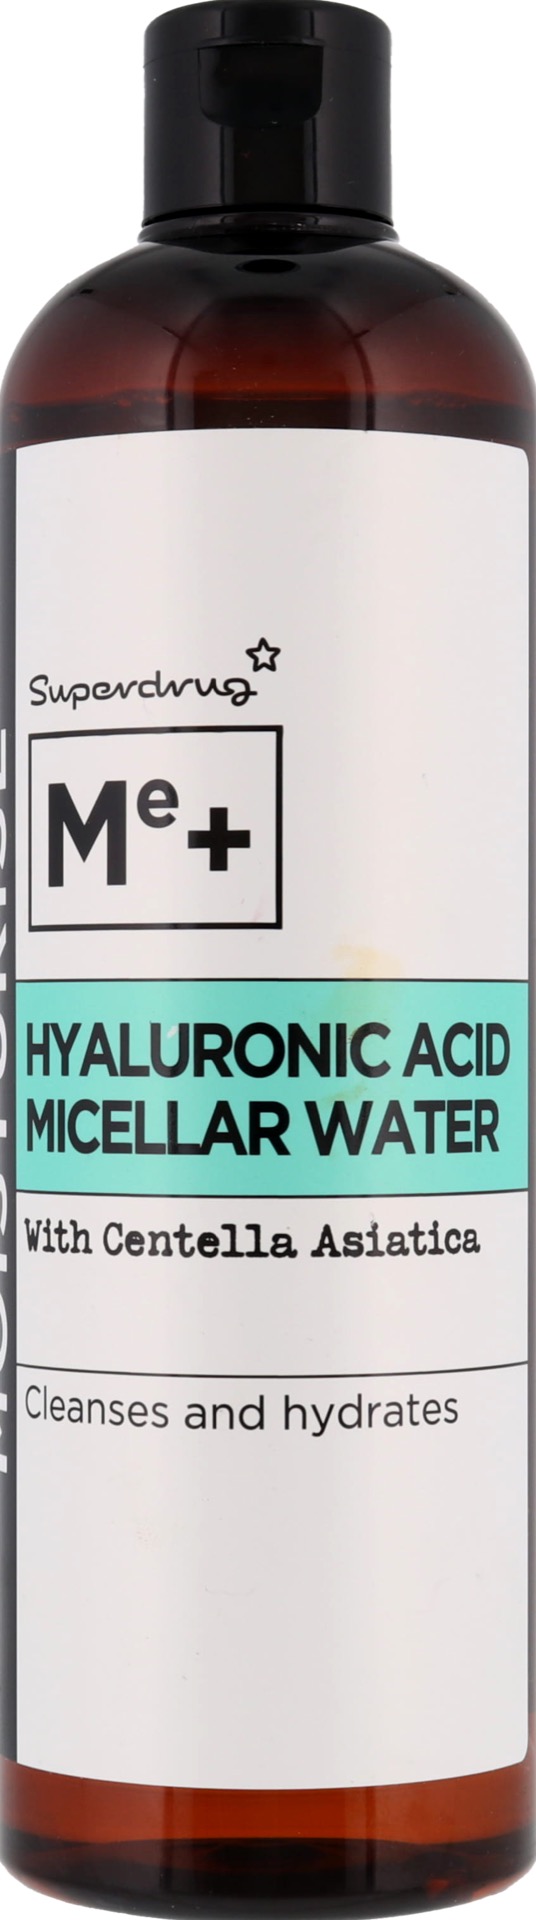 Superdrug
Me+
HYALURONIC ACID
MICELLAR WATER
With Centella Asiatica
Cleanses and hydrates